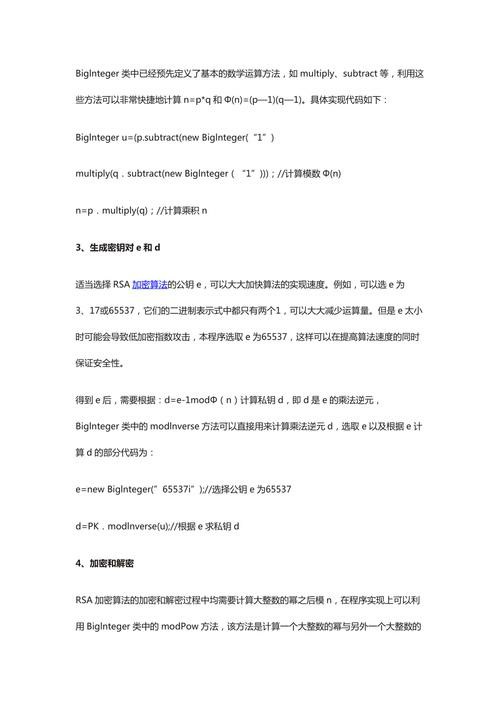 BigInteger 类中已经预先定义了基本的数学运算方法，如 multiply、subtract 等，利用这
些方法可以非常快捷地计算 n=p*q 和 Φ(n)=(p—1)(q—1)。具体实现代码如下：
BigInteger u=(p.subtract(new BigInteger(“1”)
multiply(q．subtract(new BigInteger（ “1”)))；//计算模数 Φ(n)
n=p．multiply(q)；//计算乘积 n
3、生成密钥对 e 和 d
适当选择 RSA 加密算法的公钥 e，可以大大加快算法的实现速度。例如，可以选 e 为
3、17或65537，它们的二进制表示式中都只有两个1，可以大大减少运算量。但是 e 太小
时可能会导致低加密指数攻击，本程序选取 e 为65537，这样可以在提高算法速度的同时
保证安全性。
得到 e 后，需要根据：d=e-1modΦ（n）计算私钥 d，即 d 是 e 的乘法逆元，
BigInteger 类中的 modInverse 方法可以直接用来计算乘法逆元 d，选取 e 以及根据 e 计
算 d 的部分代码为：
e=new BigInteger(”65537i”);//选择公钥 e 为65537
d=PK．modInverse(u);//根据 e 求私钥 d
4、加密和解密
RSA 加密算法的加密和解密过程中均需要计算大整数的幂之后模 n，在程序实现上可以利
用 BigInteger 类中的 modPow 方法，该方法是计算一个大整数的幂与另外一个大整数的